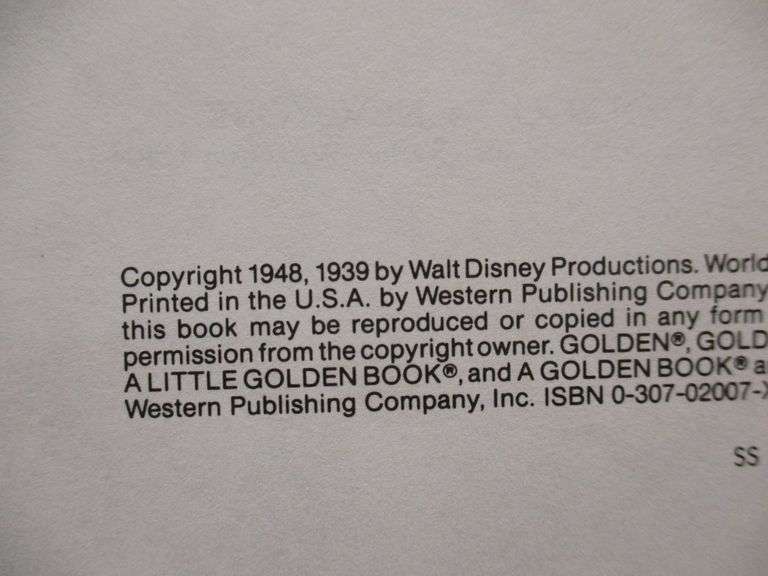 Copyright 1948, 1939 by Walt Disney Productions. World
Printed in the U.S.A. by Western Publishing Company
this book may be reproduced or copied in any form
permission from the copyright owner. GOLDEN®, GOLD
A LITTLE GOLDEN BOOK®, and A GOLDEN BOOK® a
Western Publishing Company, Inc. ISBN 0-307-02007-X
SS